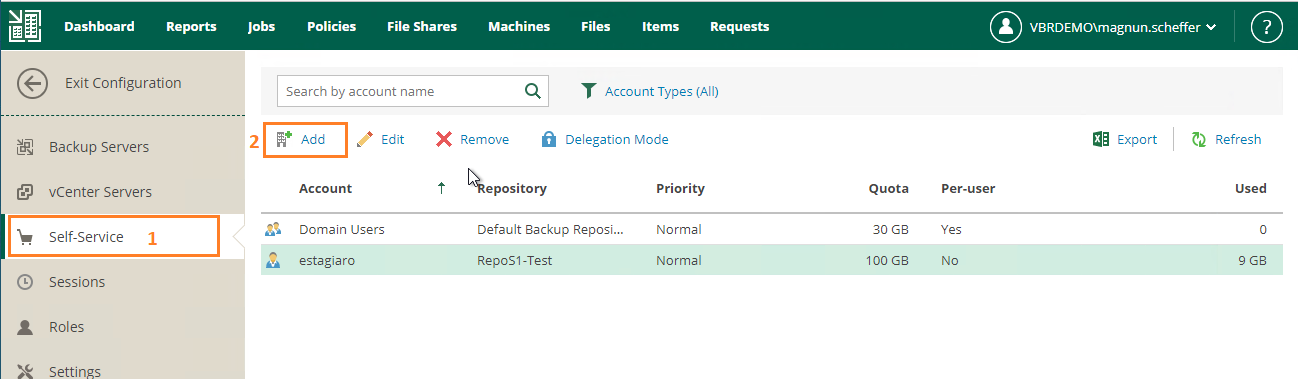 Dashboard Reports Jobs Policies File Shares Machines Files Items Requests VBRDEMO\magnun.scheffer ?
Exit Configuration
Search by account name Account Types (All)
Backup Servers
2 Add Edit Remove Delegation Mode Export Refresh
vCenter Servers
Account Repository Priority Quota Per-user Used
Self-Service 1
Domain Users Default Backup Reposi... Normal 30 GB Yes 0
estagiaro RepoS1-Test Normal 100 GB No 9 GB
Sessions
Roles
Settings